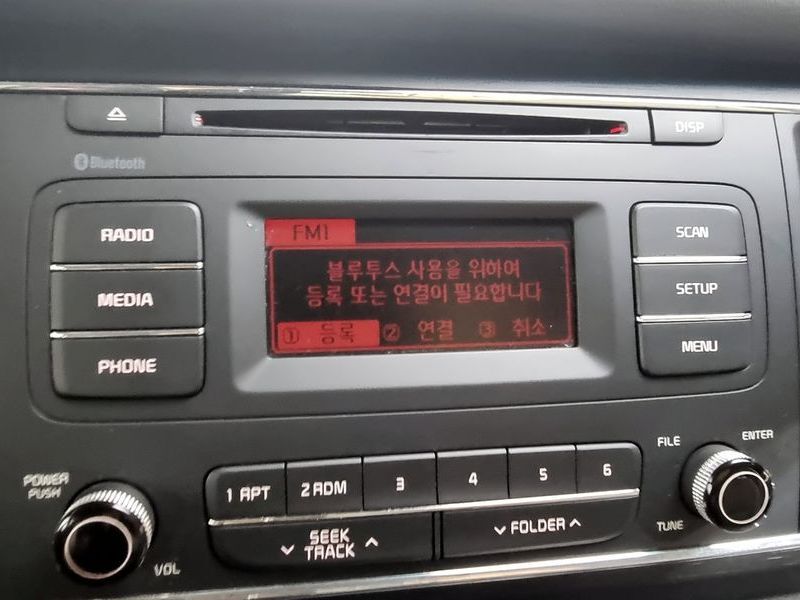 DISP
Bluetooth
RADIO
MEDIA
PHONE
FM1
블루투스 사용을 위하여
등록 또는 연결이 필요합니다
① 등록 ② 연결 ③ 취소
SCAN
SETUP
MENU
POWER
PUSH
VOL
1 RPT
2 RDM
3
4
5
6
SEEK
TRACK
FOLDER
FILE
ENTER
TUNE